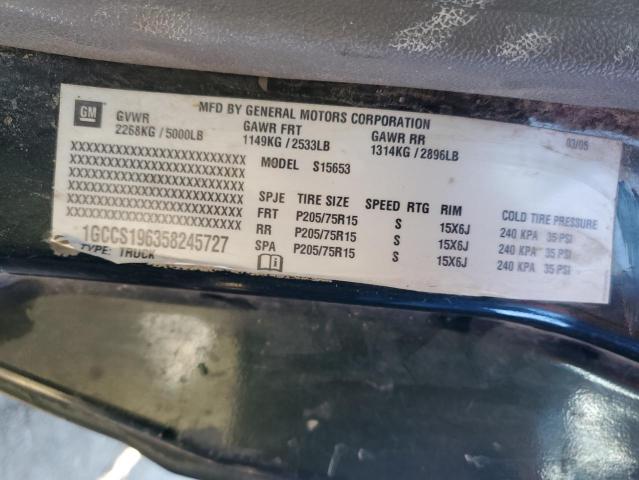 GM
MFD BY GENERAL MOTORS CORPORATION
GVWR GAWR FRT GAWR RR 03/05
2268KG / 5000LB 1149KG / 2533LB 1314KG / 2896LB
XXXXXXXXXXXXXXXXXXXXXXX MODEL S15653
XXXXXXXXXXXXXXXXXXXXXXX
XXXXXXXXXXXXXXXXXXXXXXX SPJE TIRE SIZE SPEED RTG RIM COLD TIRE PRESSURE
XXXXXXXXXXXXXXXXXXXXXXX FRT P205/75R15 S 15X6J 240 KPA 35 PSI
XXXXXXXXXXXXXXXXXXXXXXX RR P205/75R15 S 15X6J 240 KPA 35 PSI
1GCCS196358245727 SPA P205/75R15 S 15X6J 240 KPA 35 PSI
TYPE: TRUCK